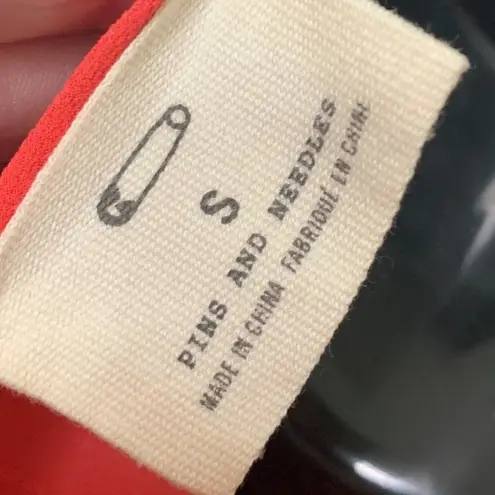 S
PINS AND NEEDLES
MADE IN CHINA FABRIQUÉ EN CHINE